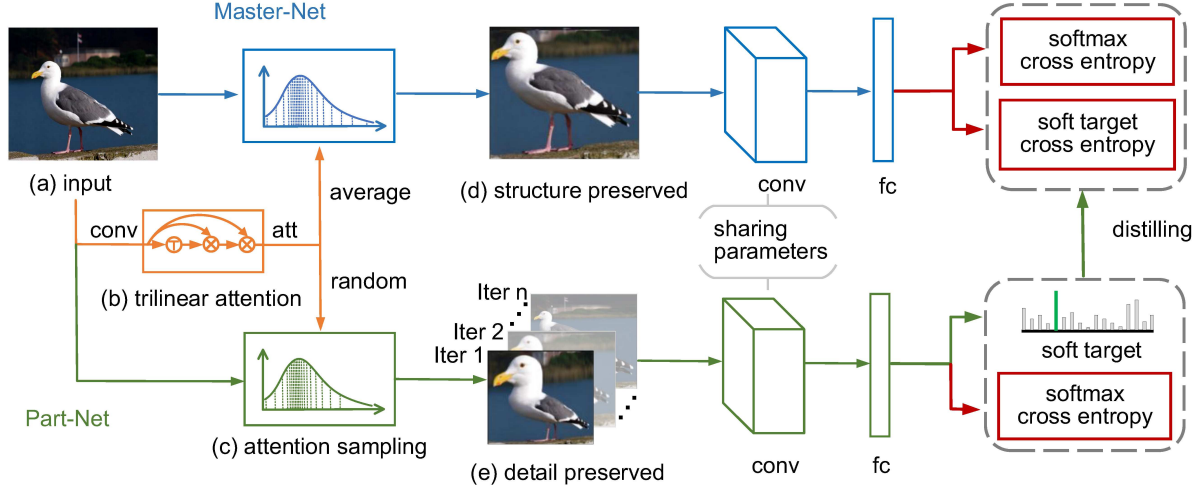 Master-Net
softmax
cross entropy
soft target
cross entropy
(a) input
average
(d) structure preserved
conv
fc
conv
att
sharing
parameters
distilling
(b) trilinear attention
random
Iter n
Iter 2
Iter 1
soft target
softmax
cross entropy
Part-Net
(c) attention sampling
(e) detail preserved
conv
fc
T